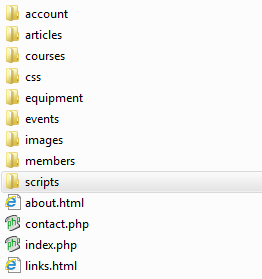 account
articles
courses
css
equipment
events
images
members
scripts
about.html
contact.php
index.php
links.html